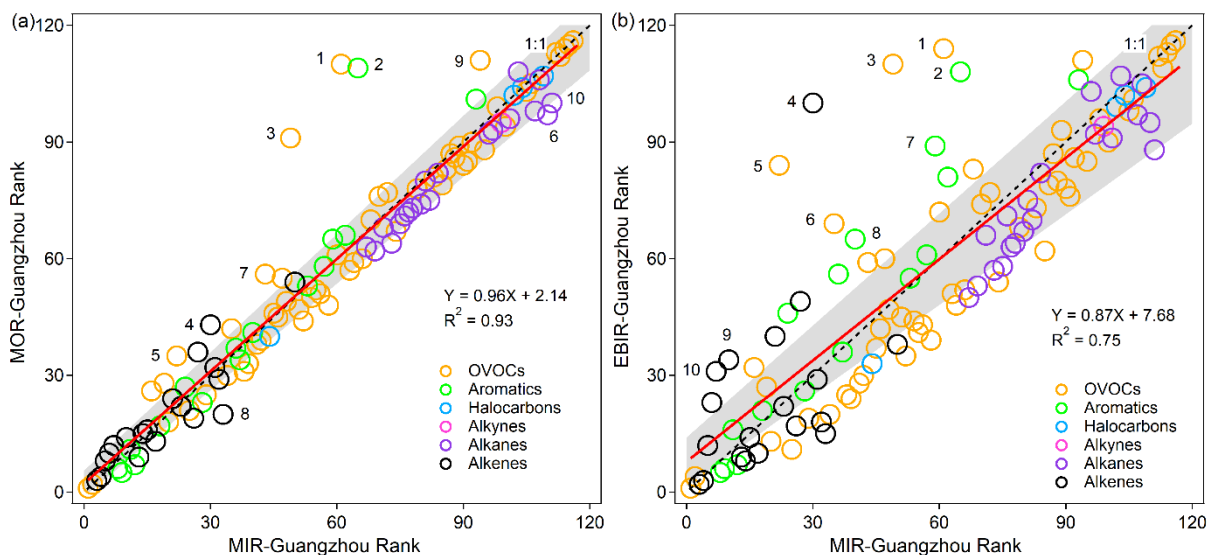 (a)
MOR-Guangzhou Rank
120
90
60
30
0
1
2
9
1:1
3
10
6
7
4
5
8
Y = 0.96X + 2.14
R² = 0.93
OVOCs
Aromatics
Halocarbons
Alkynes
Alkanes
Alkenes
0 30 60 90 120
MIR-Guangzhou Rank
(b)
EBIR-Guangzhou Rank
120
90
60
30
0
1
1:1
3
2
4
7
5
6
8
9
10
Y = 0.87X + 7.68
R² = 0.75
OVOCs
Aromatics
Halocarbons
Alkynes
Alkanes
Alkenes
0 30 60 90 120
MIR-Guangzhou Rank